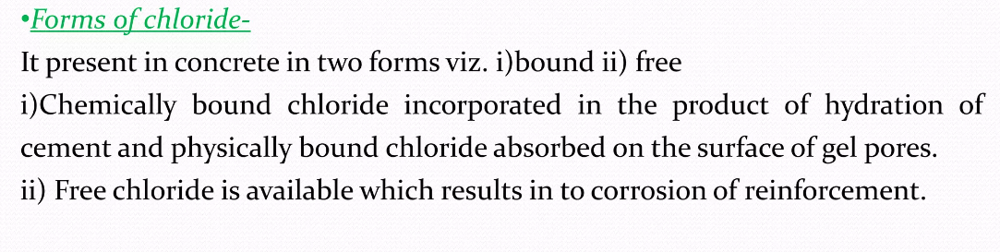 •Forms of chloride-
It present in concrete in two forms viz. i)bound ii) free
i)Chemically bound chloride incorporated in the product of hydration of
cement and physically bound chloride absorbed on the surface of gel pores.
ii) Free chloride is available which results in to corrosion of reinforcement.